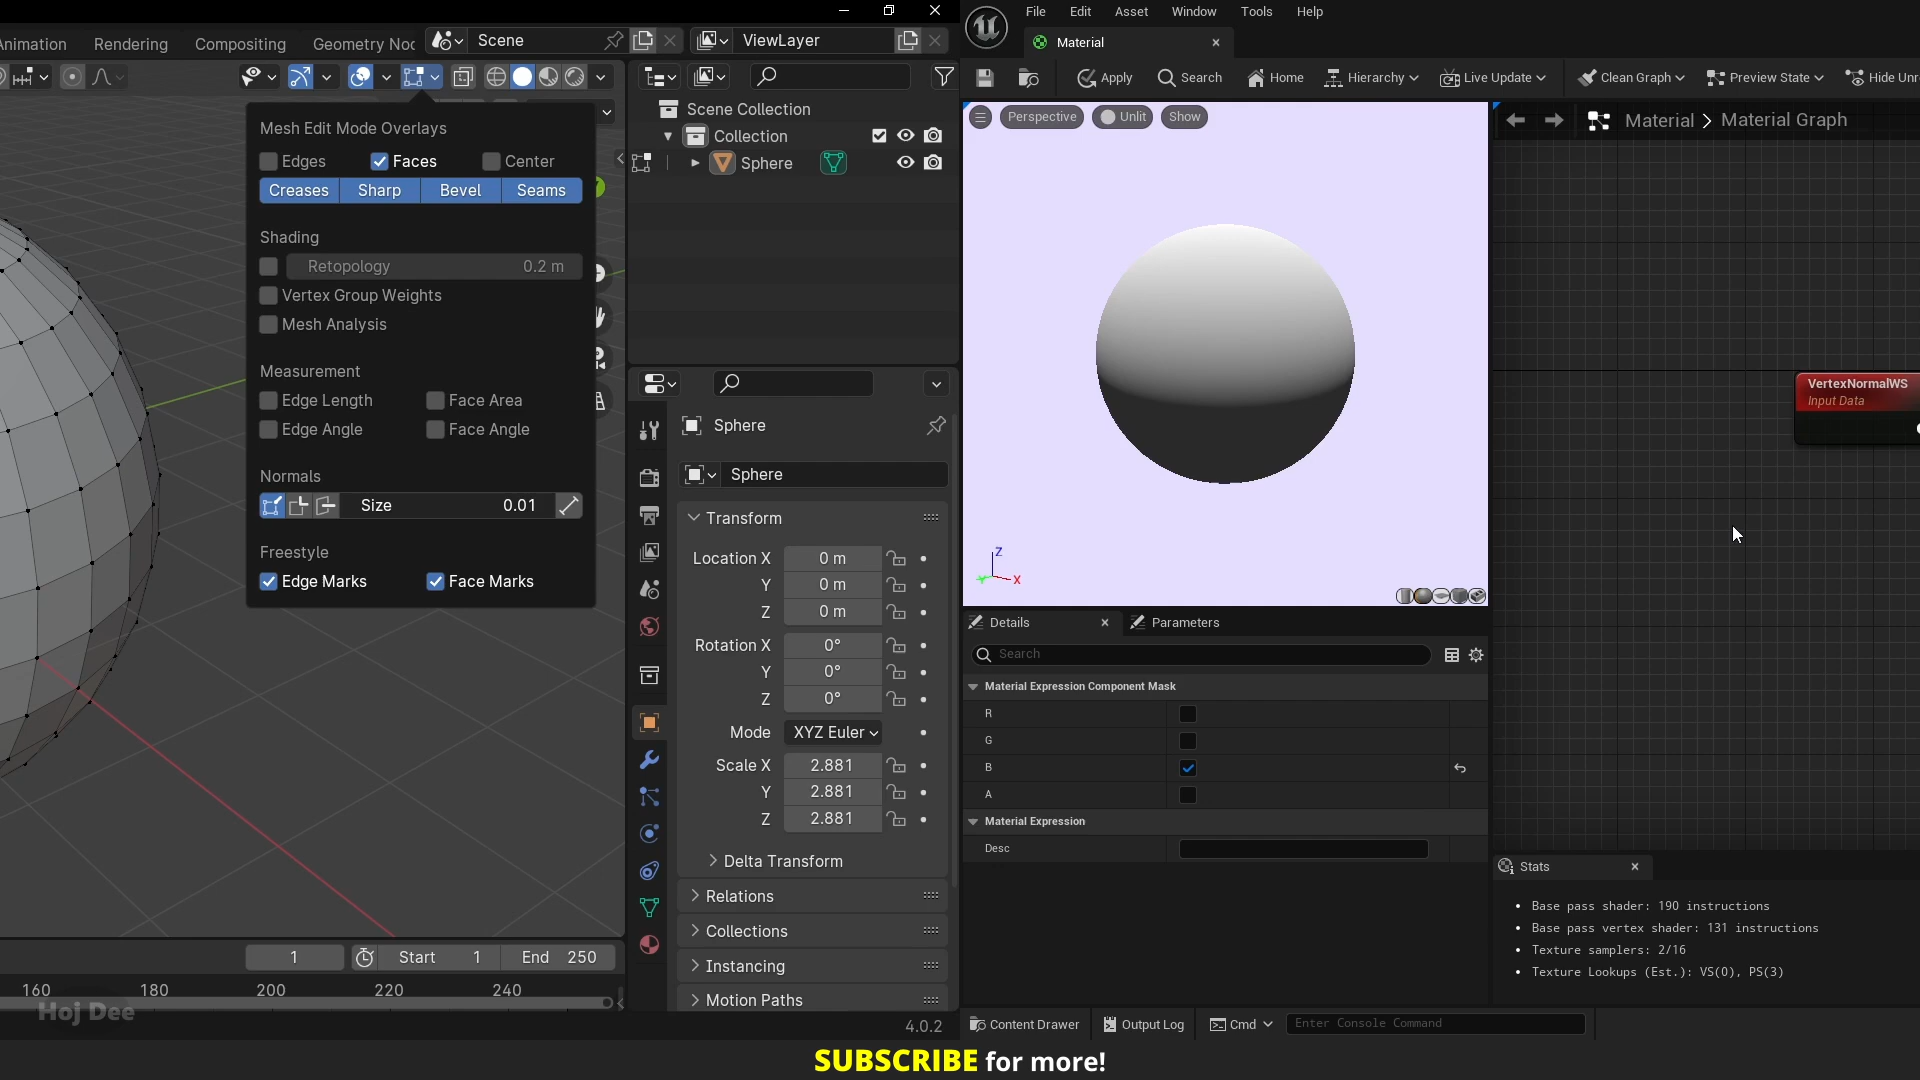 nimation Rendering Compositing Geometry Noc Scene ViewLayer
Mesh Edit Mode Overlays
Edges Faces Center
Creases Sharp Bevel Seams
Shading
Retopology 0.2 m
Vertex Group Weights
Mesh Analysis
Measurement
Edge Length Face Area
Edge Angle Face Angle
Normals
Size 0.01
Freestyle
Edge Marks Face Marks
1 Start 1 End 250
160 180 200 220 240
Hoj Dee
Scene Collection
Collection
Sphere
Sphere
Sphere
Transform
Location X 0 m
Y 0 m
Z 0 m
Rotation X 0°
Y 0°
Z 0°
Mode XYZ Euler
Scale X 2.881
Y 2.881
Z 2.881
Delta Transform
Relations
Collections
Instancing
Motion Paths
4.0.2
File Edit Asset Window Tools Help
Material
Apply Search Home Hierarchy Live Update Clean Graph Preview State Hide Unr
Perspective Unlit Show
Z
Y
X
Details Parameters
Search
Material Expression Component Mask
R
G
B
A
Material Expression
Desc
Material > Material Graph
VertexNormalWS
Input Data
Stats
Base pass shader: 190 instructions
Base pass vertex shader: 131 instructions
Texture samplers: 2/16
Texture Lookups (Est.): VS(0), PS(3)
Content Drawer Output Log Cmd Enter Console Command
SUBSCRIBE for more!